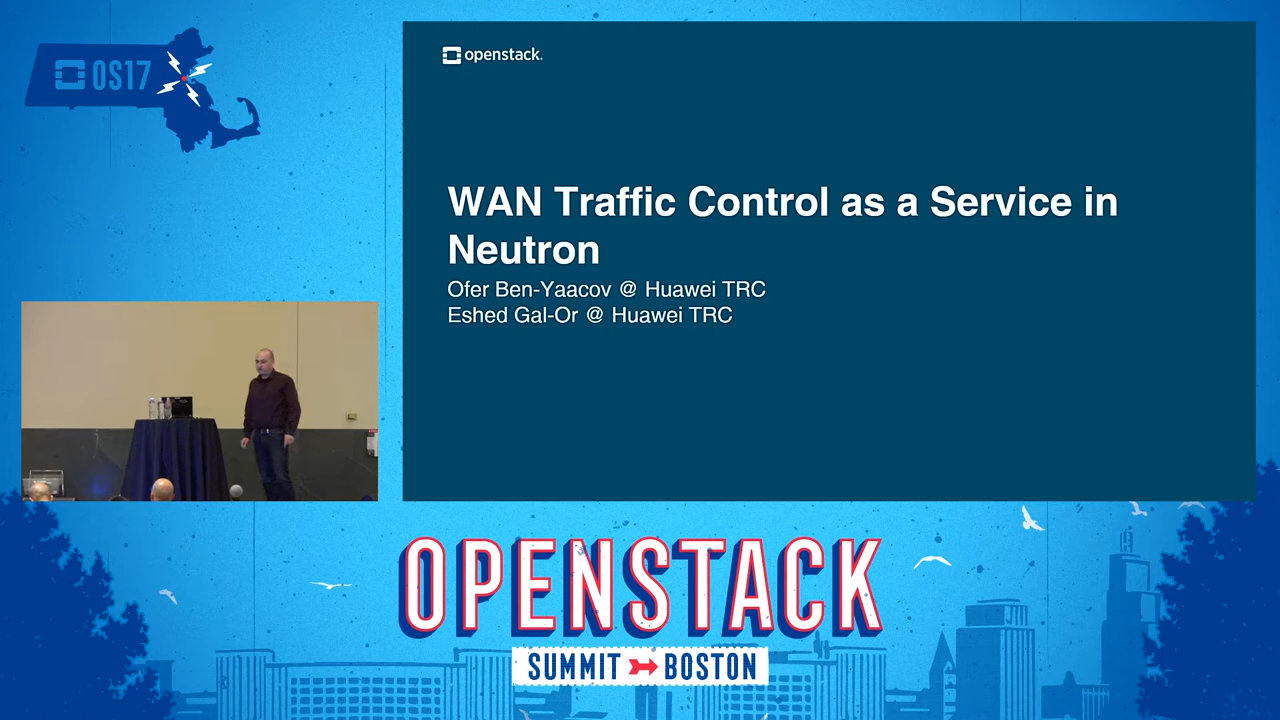 OS17
openstack.
WAN Traffic Control as a Service in
Neutron
Ofer Ben-Yaacov @ Huawei TRC
Eshed Gal-Or @ Huawei TRC
OPENSTACK
SUMMIT BOSTON